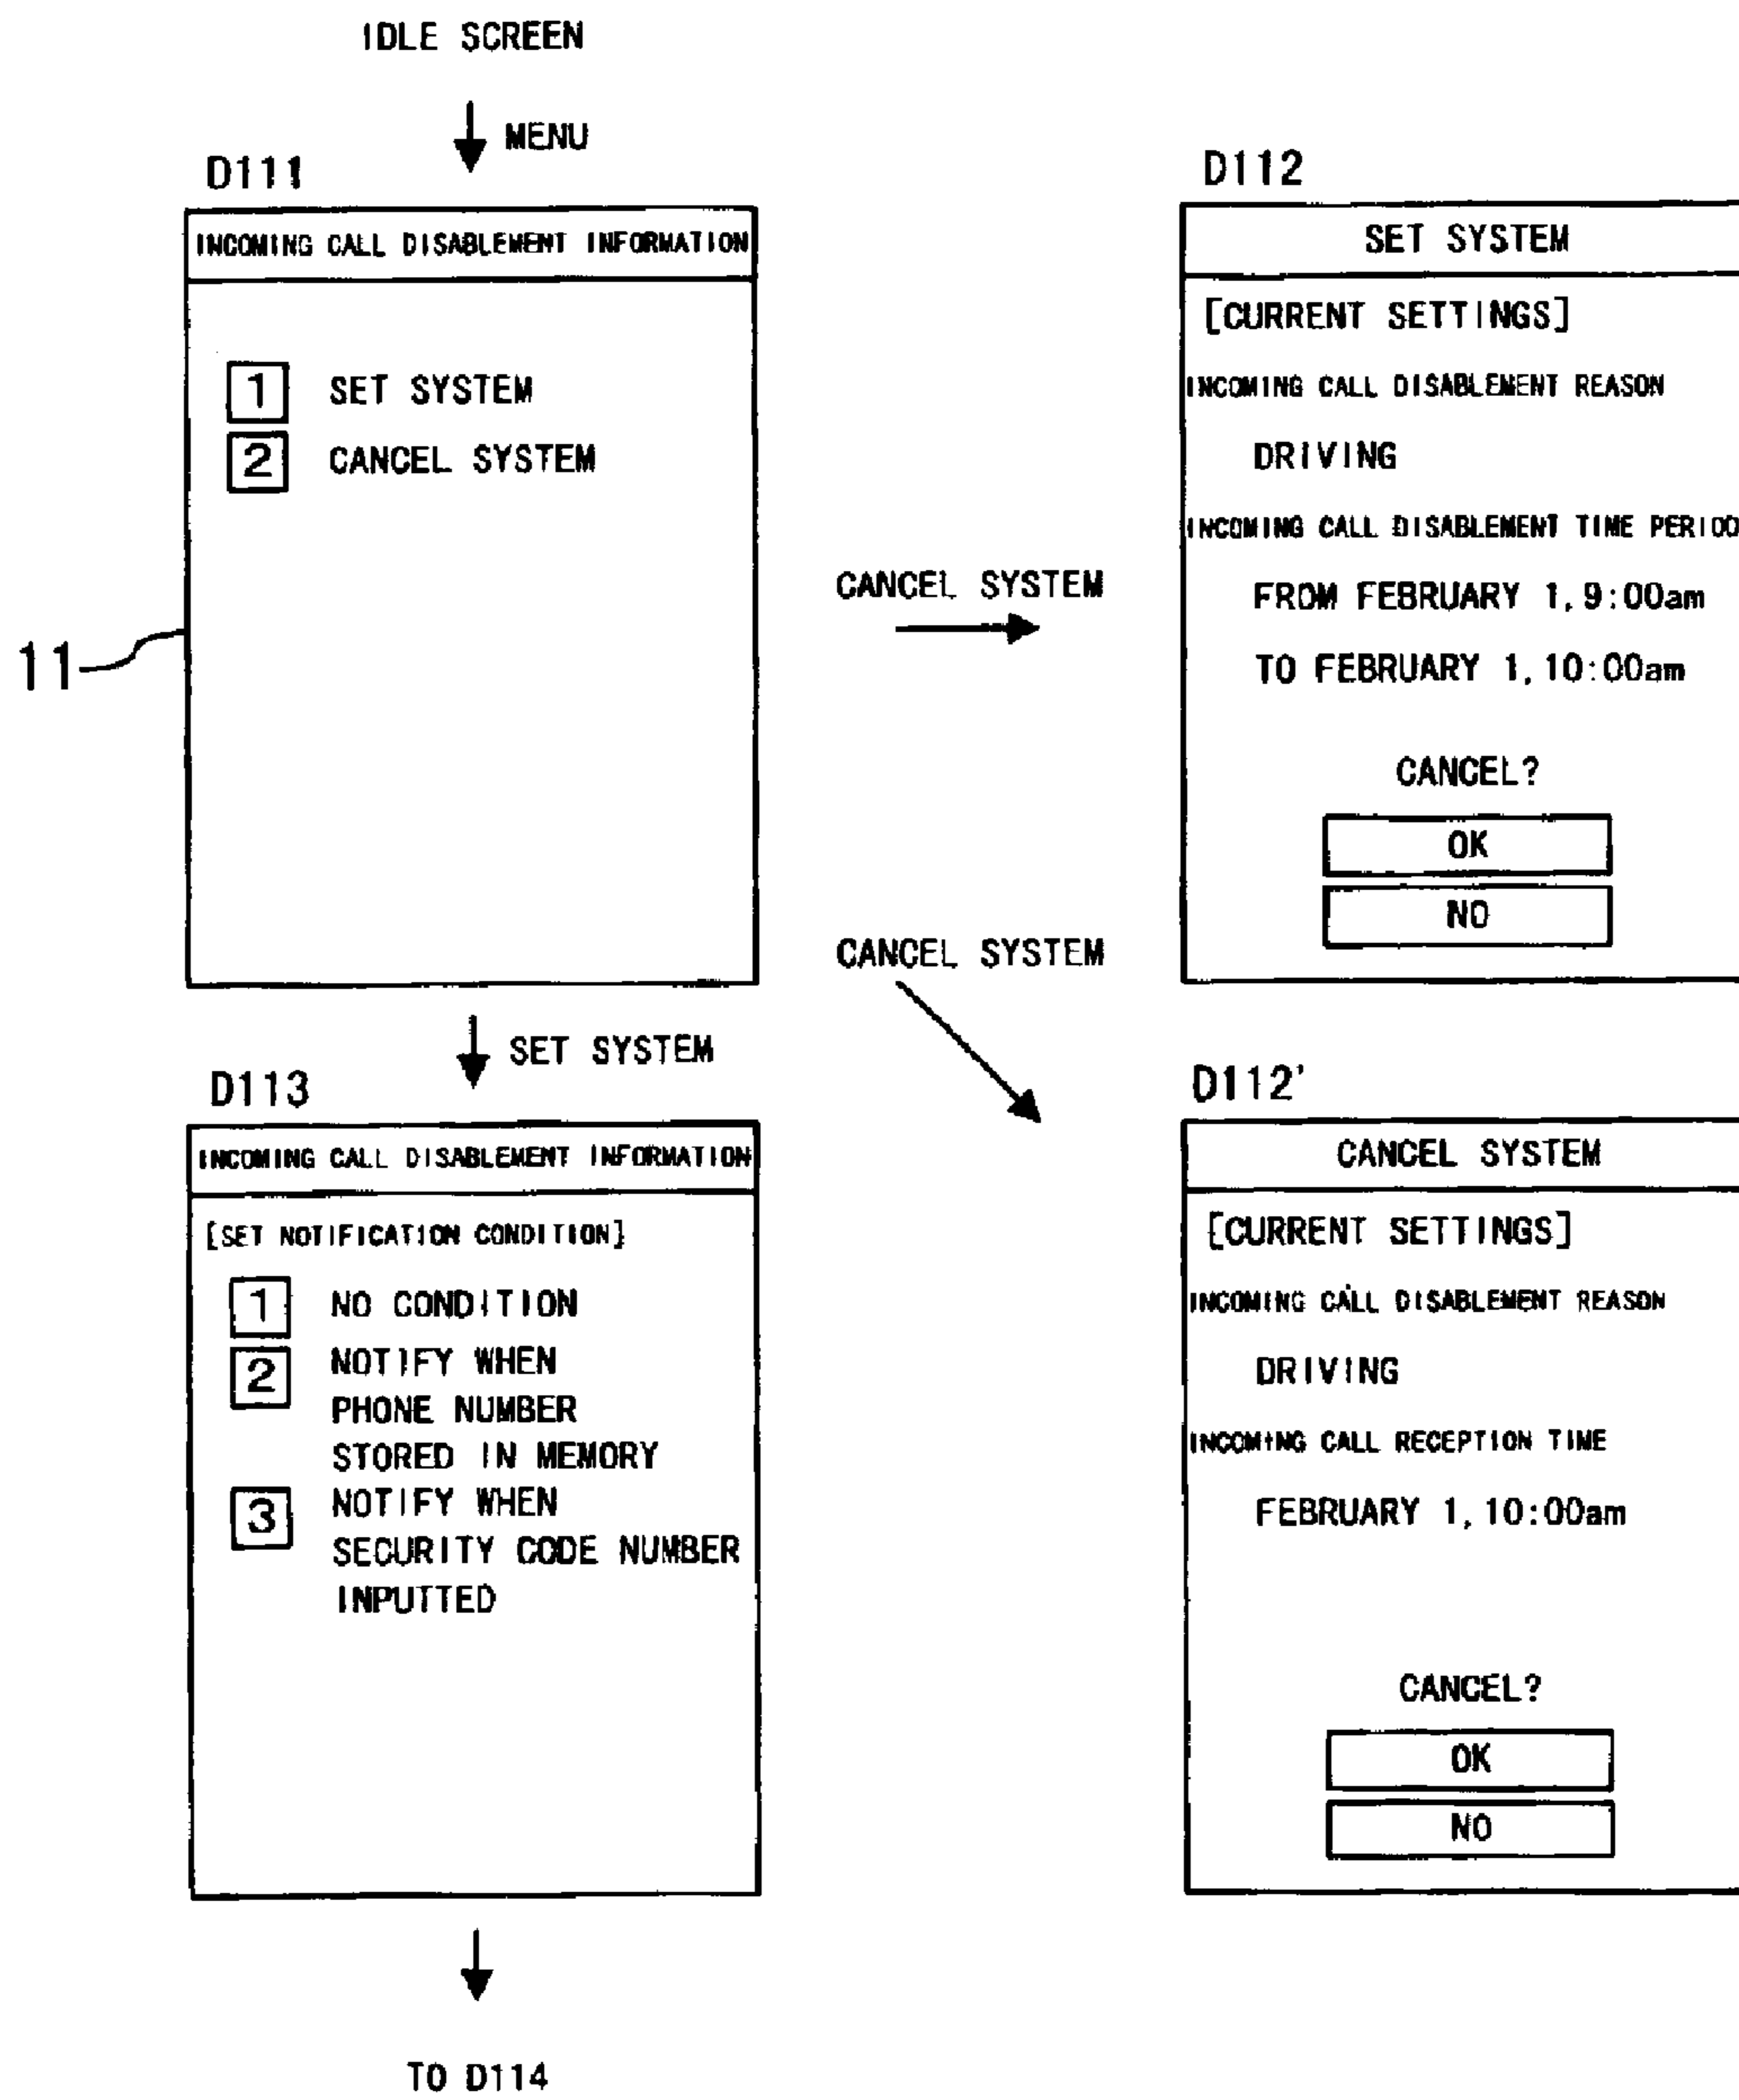 IDLE SCREEN
MENU
D111
INCOMING CALL DISABLEMENT INFORMATION
1 SET SYSTEM
2 CANCEL SYSTEM
11
CANCEL SYSTEM
D112
SET SYSTEM
[CURRENT SETTINGS]
INCOMING CALL DISABLEMENT REASON
DRIVING
INCOMING CALL DISABLEMENT TIME PERIOD
FROM FEBRUARY 1, 9:00am
TO FEBRUARY 1, 10:00am
CANCEL?
OK
NO
CANCEL SYSTEM
SET SYSTEM
D113
INCOMING CALL DISABLEMENT INFORMATION
[SET NOTIFICATION CONDITION]
1 NO CONDITION
2 NOTIFY WHEN
PHONE NUMBER
STORED IN MEMORY
3 NOTIFY WHEN
SECURITY CODE NUMBER
INPUTTED
TO D114
D112'
CANCEL SYSTEM
[CURRENT SETTINGS]
INCOMING CALL DISABLEMENT REASON
DRIVING
INCOMING CALL RECEPTION TIME
FEBRUARY 1, 10:00am
CANCEL?
OK
NO